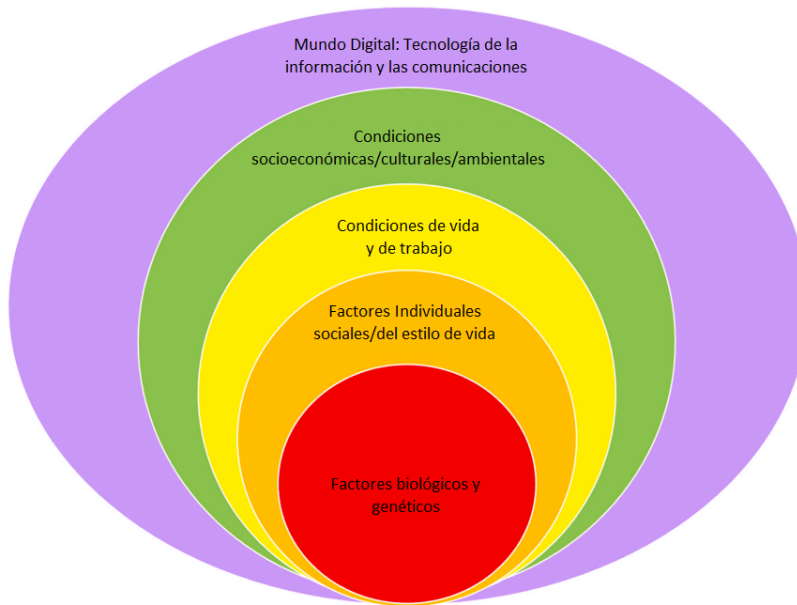 Mundo Digital: Tecnología de la
información y las comunicaciones
Condiciones
socioeconómicas/culturales/ambientales
Condiciones de vida
y de trabajo
Factores Individuales
sociales/del estilo de vida
Factores biológicos y
genéticos